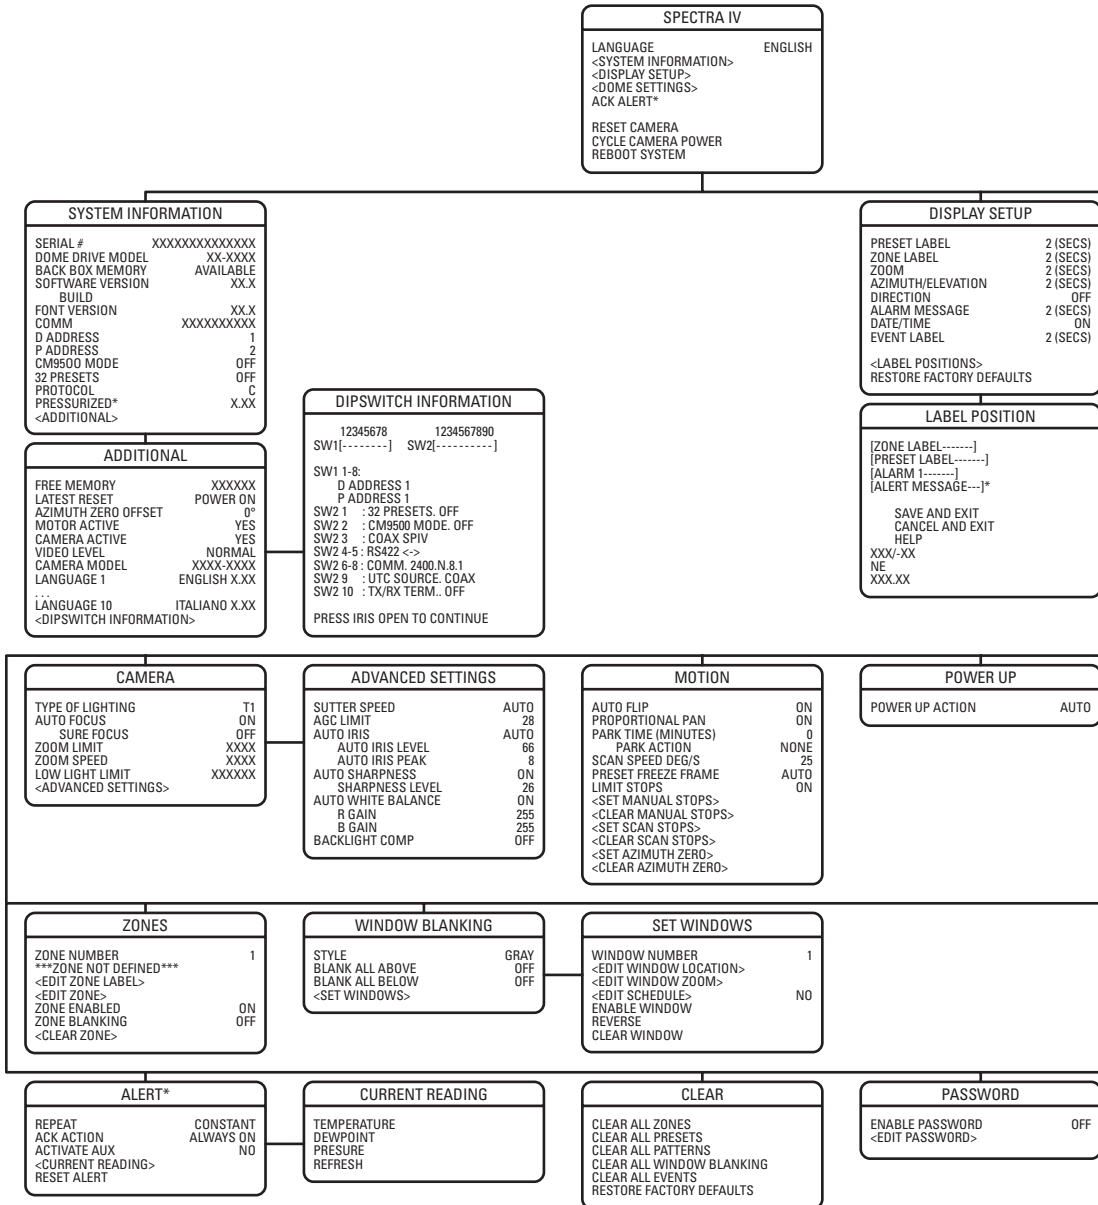 SPECTRA IV
LANGUAGE ENGLISH
<SYSTEM INFORMATION>
<DISPLAY SETUP>
<DOME SETTINGS>
ACK ALERT*
RESET CAMERA
CYCLE CAMERA POWER
REBOOT SYSTEM
SYSTEM INFORMATION
SERIAL # XXXXXXXXXXXXXX
DOME DRIVE MODEL XX-XXXX
BACK BOX MEMORY AVAILABLE
SOFTWARE VERSION XX.X
BUILD
FONT VERSION XX.X
COMM XXXXXXXXXX
D ADDRESS 1
P ADDRESS 2
CM9500 MODE OFF
32 PRESETS OFF
PROTOCOL C
PRESSURIZED* X.XX
<ADDITIONAL>
DISPLAY SETUP
PRESET LABEL 2 (SECS)
ZONE LABEL 2 (SECS)
ZOOM 2 (SECS)
AZIMUTH/ELEVATION 2 (SECS)
DIRECTION OFF
ALARM MESSAGE 2 (SECS)
DATE/TIME ON
EVENT LABEL 2 (SECS)
<LABEL POSITIONS>
RESTORE FACTORY DEFAULTS
ADDITIONAL
FREE MEMORY XXXXXX
LATEST RESET POWER ON
AZIMUTH ZERO OFFSET 0°
MOTOR ACTIVE YES
CAMERA ACTIVE YES
VIDEO LEVEL NORMAL
CAMERA MODEL XXXX-XXXX
LANGUAGE 1 ENGLISH X.XX
. . .
LANGUAGE 10 ITALIANO X.XX
<DIPSWITCH INFORMATION>
DIPSWITCH INFORMATION
12345678 1234567890
SW1[--------] SW2[----------]
SW1 1-8:
D ADDRESS 1
P ADDRESS 1
SW2 1 : 32 PRESETS. OFF
SW2 2 : CM9500 MODE. OFF
SW2 3 : COAX SPIV
SW2 4-5 : RS422 <->
SW2 6-8 : COMM. 2400.N.8.1
SW2 9 : UTC SOURCE. COAX
SW2 10 : TX/RX TERM.. OFF
PRESS IRIS OPEN TO CONTINUE
LABEL POSITION
[ZONE LABEL-------]
[PRESET LABEL-------]
[ALARM 1-------]
[ALERT MESSAGE---]*
SAVE AND EXIT
CANCEL AND EXIT
HELP
XXX/-XX
NE
XXX.XX
CAMERA
TYPE OF LIGHTING T1
AUTO FOCUS ON
SURE FOCUS OFF
ZOOM LIMIT XXXX
ZOOM SPEED XXXX
LOW LIGHT LIMIT XXXXXX
<ADVANCED SETTINGS>
ADVANCED SETTINGS
SUTTER SPEED AUTO
AGC LIMIT 28
AUTO IRIS AUTO
AUTO IRIS LEVEL 66
AUTO IRIS PEAK 8
AUTO SHARPNESS ON
SHARPNESS LEVEL 26
AUTO WHITE BALANCE ON
R GAIN 255
B GAIN 255
BACKLIGHT COMP OFF
MOTION
AUTO FLIP ON
PROPORTIONAL PAN ON
PARK TIME (MINUTES) 0
PARK ACTION NONE
SCAN SPEED DEG/S 25
PRESET FREEZE FRAME AUTO
LIMIT STOPS ON
<SET MANUAL STOPS>
<CLEAR MANUAL STOPS>
<SET SCAN STOPS>
<CLEAR SCAN STOPS>
<SET AZIMUTH ZERO>
<CLEAR AZIMUTH ZERO>
POWER UP
POWER UP ACTION AUTO
ZONES
ZONE NUMBER 1
***ZONE NOT DEFINED***
<EDIT ZONE LABEL>
<EDIT ZONE>
ZONE ENABLED ON
ZONE BLANKING OFF
<CLEAR ZONE>
WINDOW BLANKING
STYLE GRAY
BLANK ALL ABOVE OFF
BLANK ALL BELOW OFF
<SET WINDOWS>
SET WINDOWS
WINDOW NUMBER 1
<EDIT WINDOW LOCATION>
<EDIT WINDOW ZOOM>
<EDIT SCHEDULE> NO
ENABLE WINDOW
REVERSE
CLEAR WINDOW
ALERT*
REPEAT CONSTANT
ACK ACTION ALWAYS ON
ACTIVATE AUX NO
<CURRENT READING>
RESET ALERT
CURRENT READING
TEMPERATURE
DEWPOINT
PRESURE
REFRESH
CLEAR
CLEAR ALL ZONES
CLEAR ALL PRESETS
CLEAR ALL PATTERNS
CLEAR ALL WINDOW BLANKING
CLEAR ALL EVENTS
RESTORE FACTORY DEFAULTS
PASSWORD
ENABLE PASSWORD OFF
<EDIT PASSWORD>